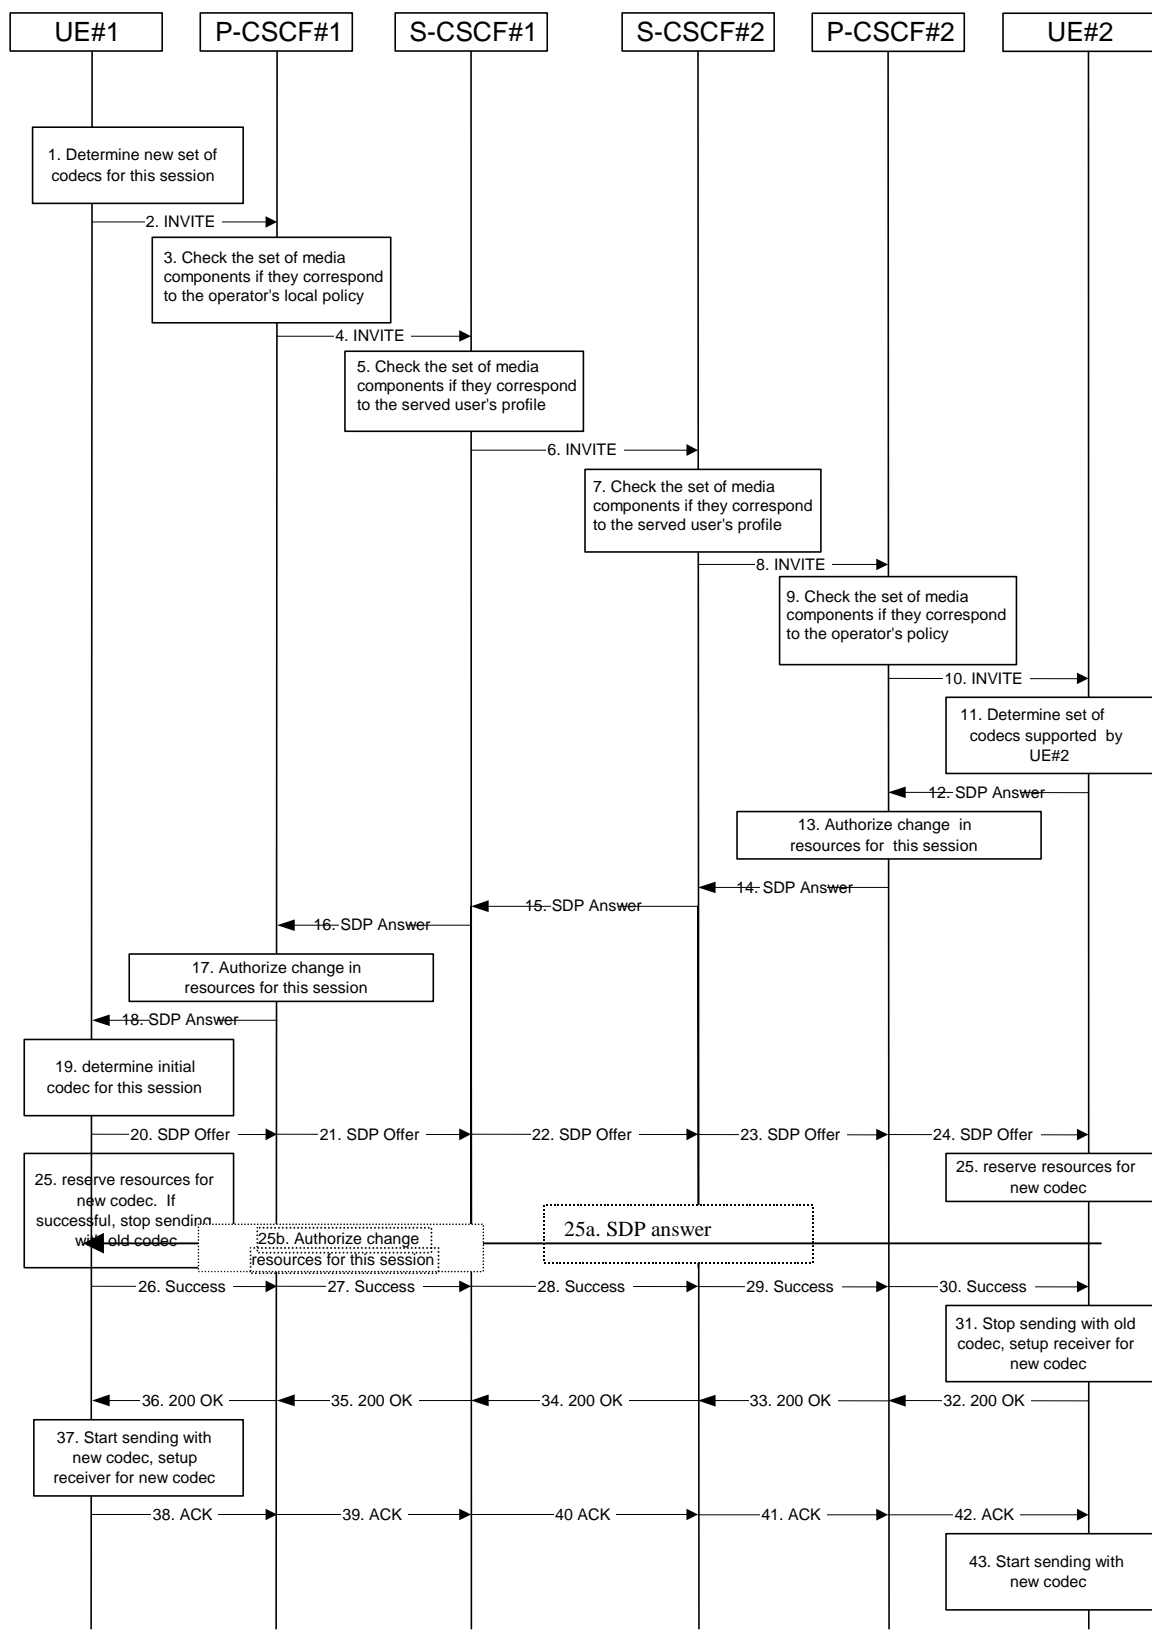 UE#1
P-CSCF#1
S-CSCF#1
S-CSCF#2
P-CSCF#2
UE#2
1. Determine new set of
codecs for this session
2. INVITE
3. Check the set of media
components if they correspond
to the operator's local policy
4. INVITE
5. Check the set of media
components if they correspond
to the served user's profile
6. INVITE
7. Check the set of media
components if they correspond
to the served user's profile
8. INVITE
9. Check the set of media
components if they correspond
to the operator's policy
10. INVITE
11. Determine set of
codecs supported by
UE#2
12. SDP Answer
13. Authorize change in
resources for this session
14. SDP Answer
15. SDP Answer
16. SDP Answer
17. Authorize change in
resources for this session
18. SDP Answer
19. determine initial
codec for this session
20. SDP Offer
21. SDP Offer
22. SDP Offer
23. SDP Offer
24. SDP Offer
25. reserve resources for
new codec. If
successful, stop sending
with old codec
25. reserve resources for
new codec
25a. SDP answer
25b. Authorize change
resources for this session
26. Success
27. Success
28. Success
29. Success
30. Success
31. Stop sending with old
codec, setup receiver for
new codec
36. 200 OK
35. 200 OK
34. 200 OK
33. 200 OK
32. 200 OK
37. Start sending with
new codec, setup
receiver for new codec
38. ACK
39. ACK
40 ACK
41. ACK
42. ACK
43. Start sending with
new codec